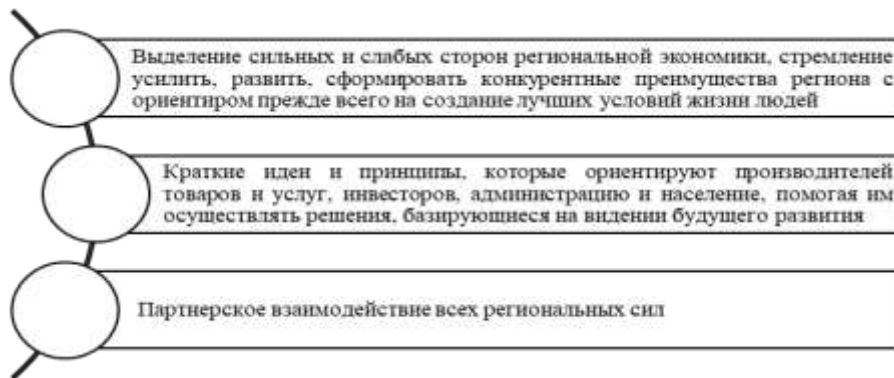 Выделение сильных и слабых сторон региональной экономики, стремление
усилить, развить, сформировать конкурентные преимущества региона с
ориентиром прежде всего на создание лучших условий жизни людей
Краткие идеи и принципы, которые ориентируют производителей
товаров и услуг, инвесторов, администрацию и население, помогая им
осуществлять решения, базирующиеся на видении будущего развития
Партнерское взаимодействие всех региональных сил